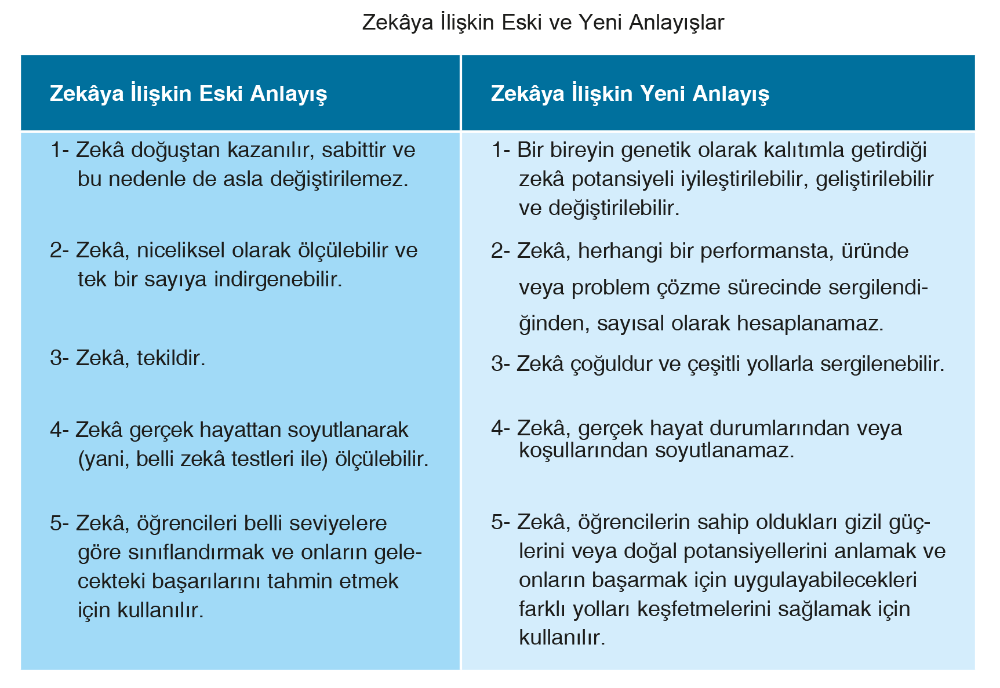 Zekâya İlişkin Eski ve Yeni Anlayışlar
Zekâya İlişkin Eski Anlayış
1- Zekâ doğuştan kazanılır, sabittir ve
bu nedenle de asla değiştirilemez.
2- Zekâ, niceliksel olarak ölçülebilir ve
tek bir sayıya indirgenebilir.
3- Zekâ, tekildir.
4- Zekâ gerçek hayattan soyutlanarak
(yani, belli zekâ testleri ile) ölçülebilir.
5- Zekâ, öğrencileri belli seviyelere
göre sınıflandırmak ve onların gele-
cekteki başarılarını tahmin etmek
için kullanılır.
Zekâya İlişkin Yeni Anlayış
1- Bir bireyin genetik olarak kalıtımla getirdiği
zekâ potansiyeli iyileştirilebilir, geliştirilebilir
ve değiştirilebilir.
2- Zekâ, herhangi bir performansta, üründe
veya problem çözme sürecinde sergilendi-
ğinden, sayısal olarak hesaplanamaz.
3- Zekâ çoğuldur ve çeşitli yollarla sergilenebilir.
4- Zekâ, gerçek hayat durumlarından veya
koşullarından soyutlanamaz.
5- Zekâ, öğrencilerin sahip oldukları gizil güç-
lerini veya doğal potansiyellerini anlamak ve
onların başarmak için uygulayabilecekleri
farklı yolları keşfetmelerini sağlamak için
kullanılır.